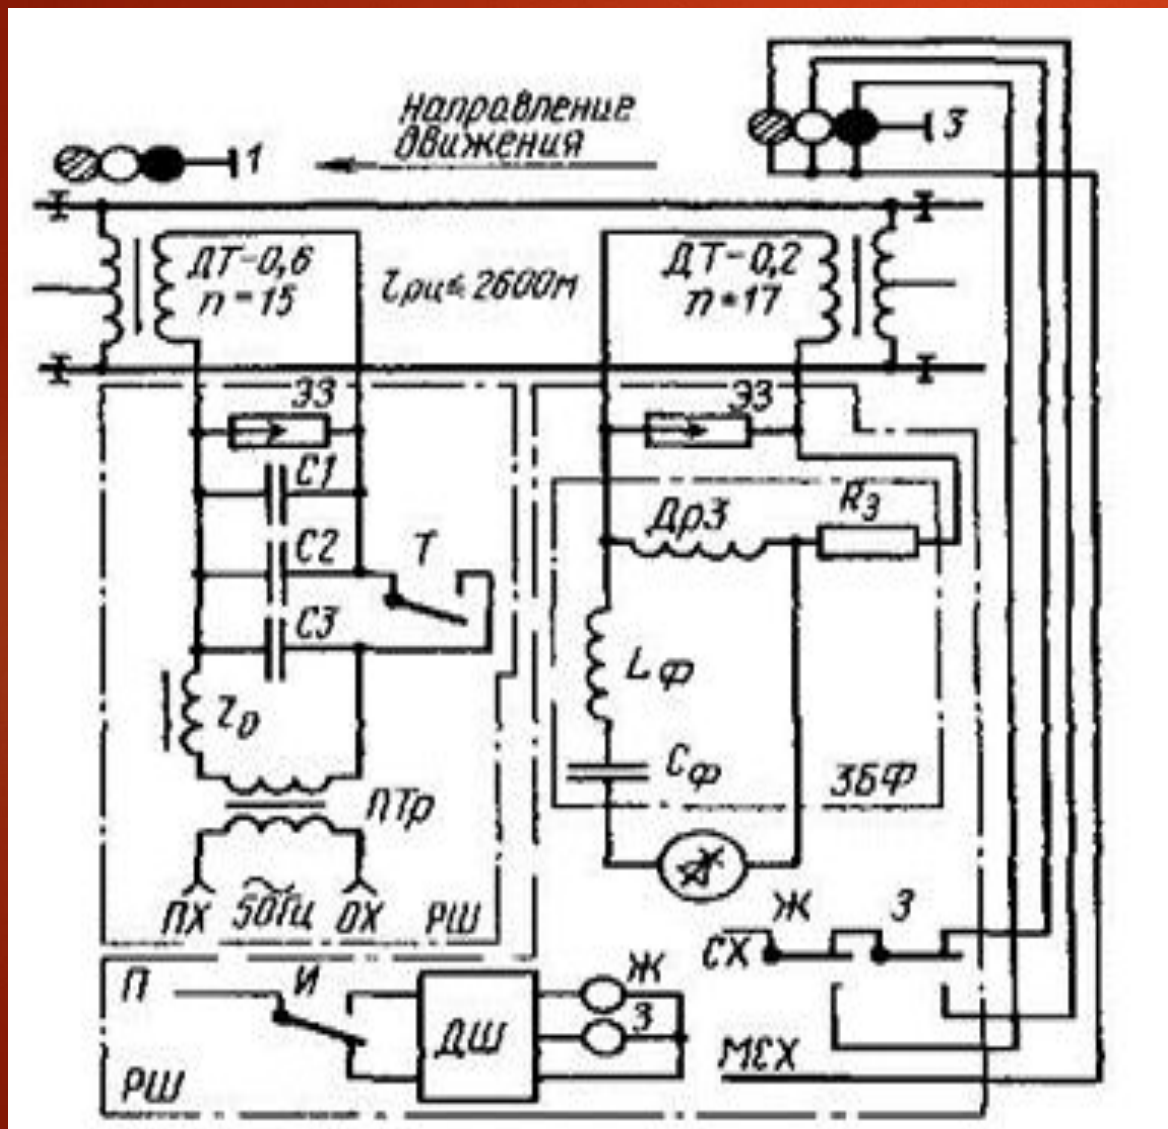 Направление
движения
3
1
ДТ-0,6
n=15
lрц≤2600м
ДТ-0,2
n=17
ЭЗ
ЭЗ
С1
С2
С3
Т
ДрЗ
Rз
Lф
Сф
ЗБФ
Zо
ПТр
ПХ
50Гц
ОХ
РШ
Ж
З
СХ
П
И
ДШ
Ж
З
МСХ
РШ